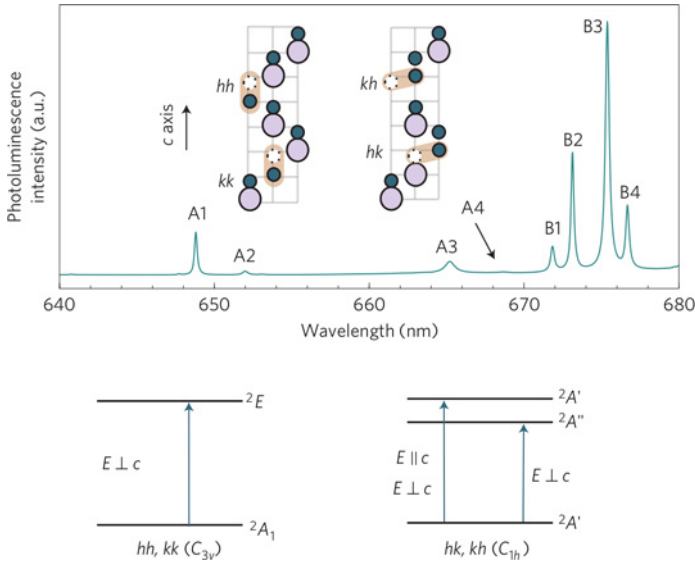 Photoluminescence
intensity (a.u.)
c axis
hh
kk
kh
hk
A1
A2
A3
A4
B1
B2
B3
B4
640
650
660
670
680
Wavelength (nm)
²E
E ⊥ c
²A₁
hh, kk (C₃ᵥ)
²A'
²A''
E || c
E ⊥ c
E ⊥ c
²A'
hk, kh (C₁ₕ)